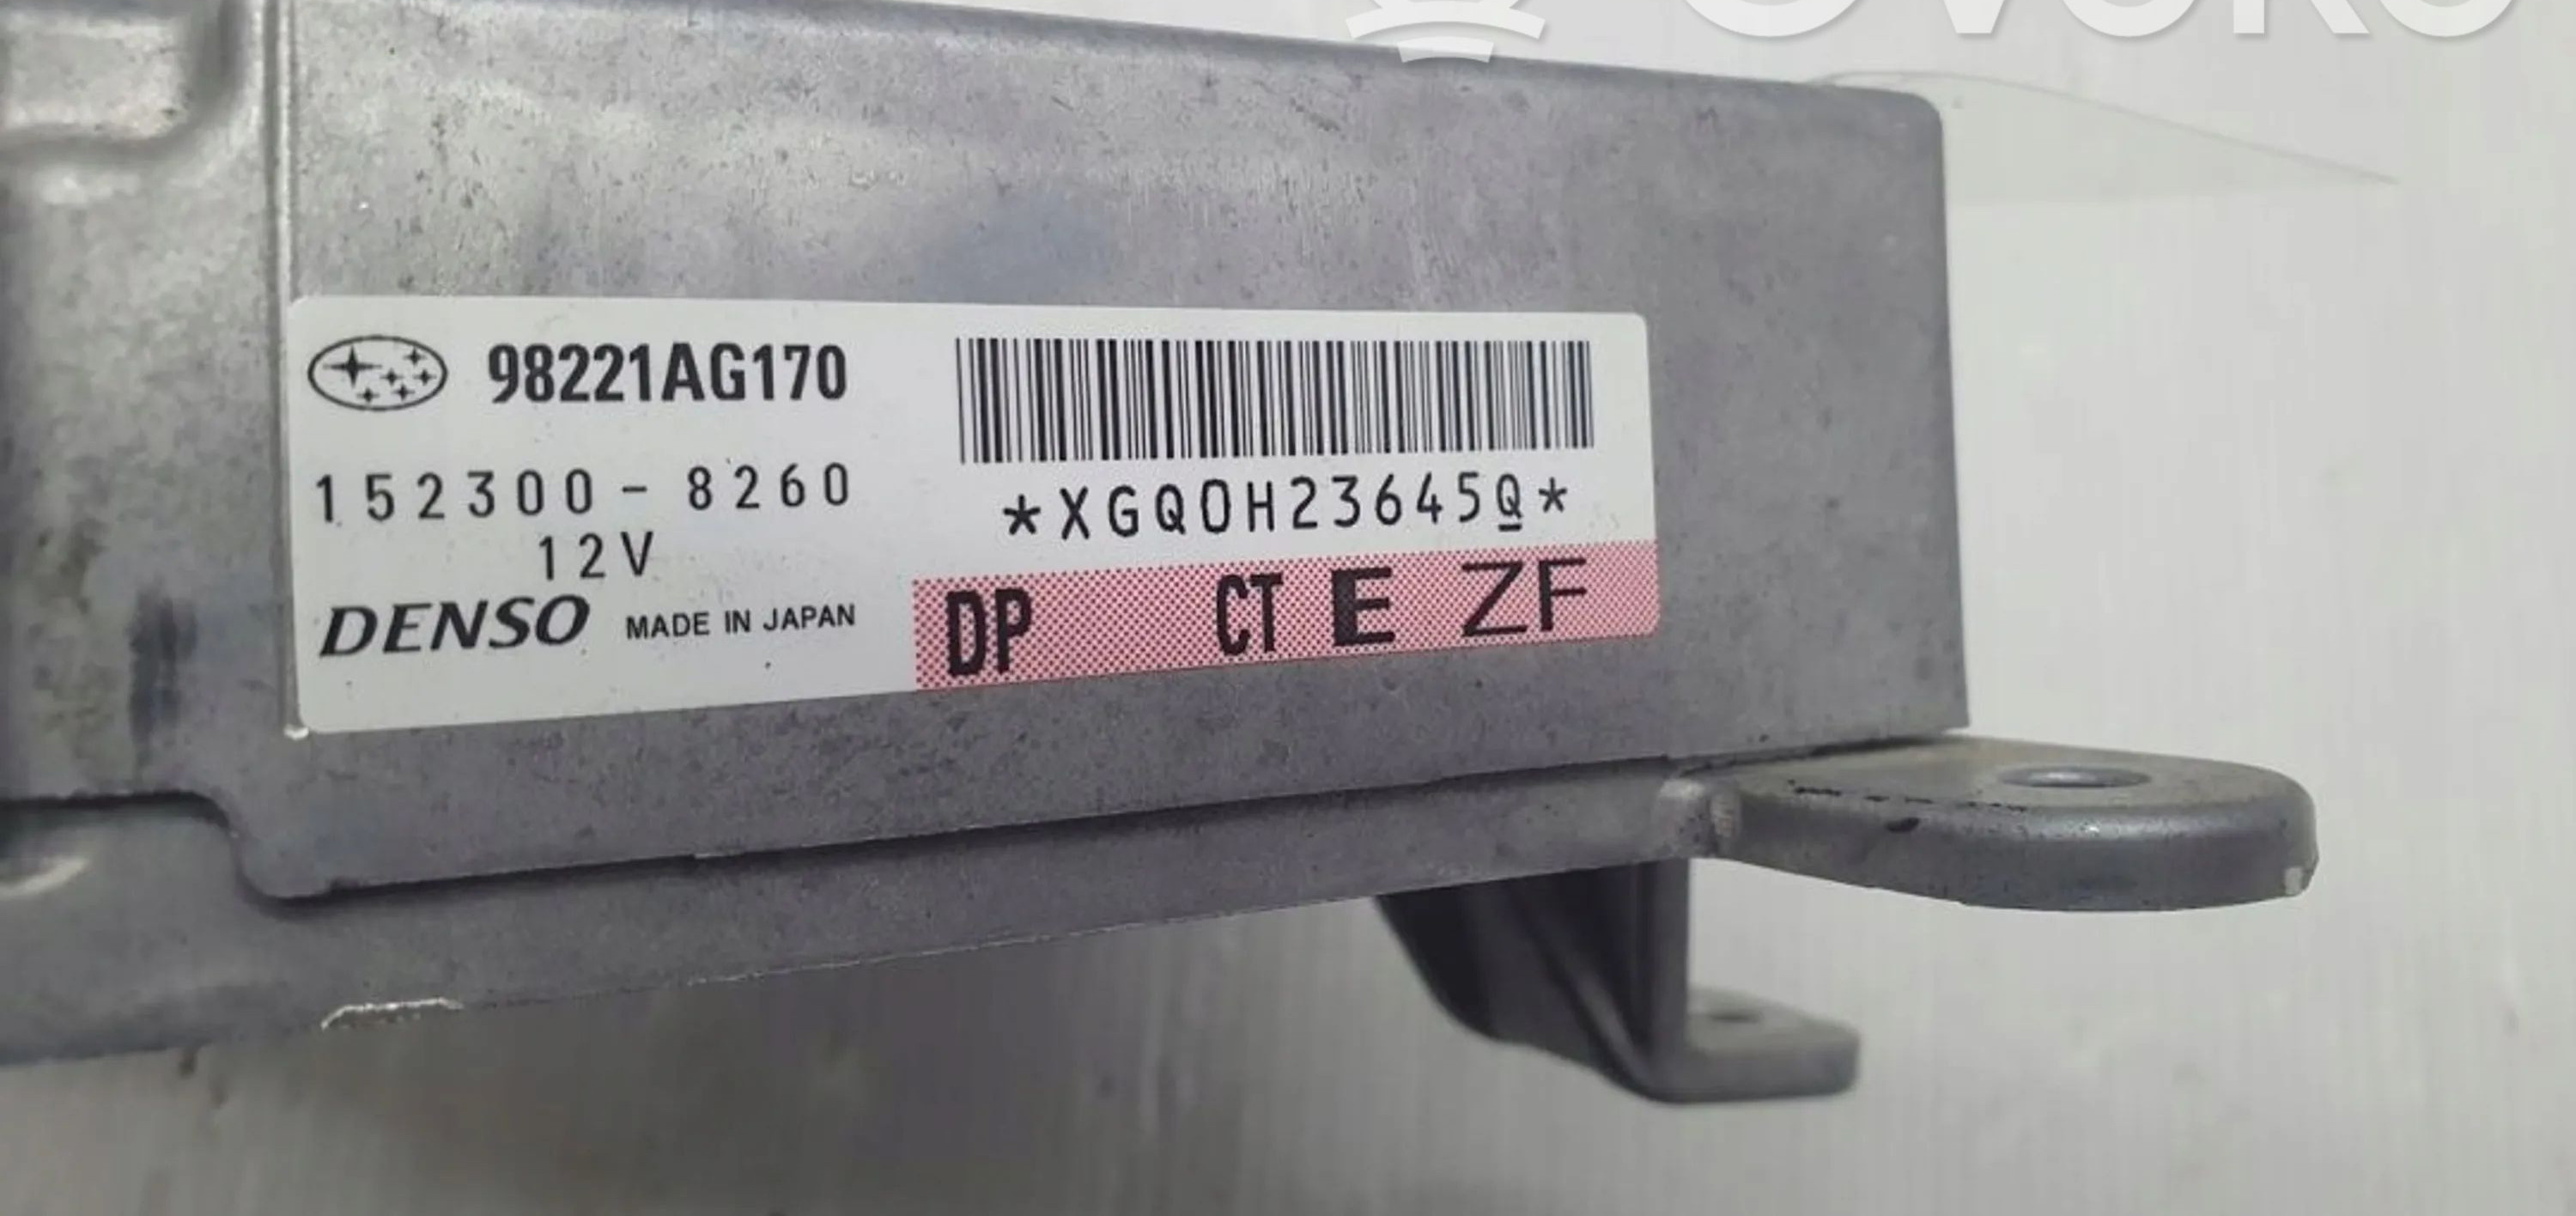 98221AG170
152300-8260
12V
DENSO MADE IN JAPAN
*XGQ0H23645Q*
DP CT E ZF